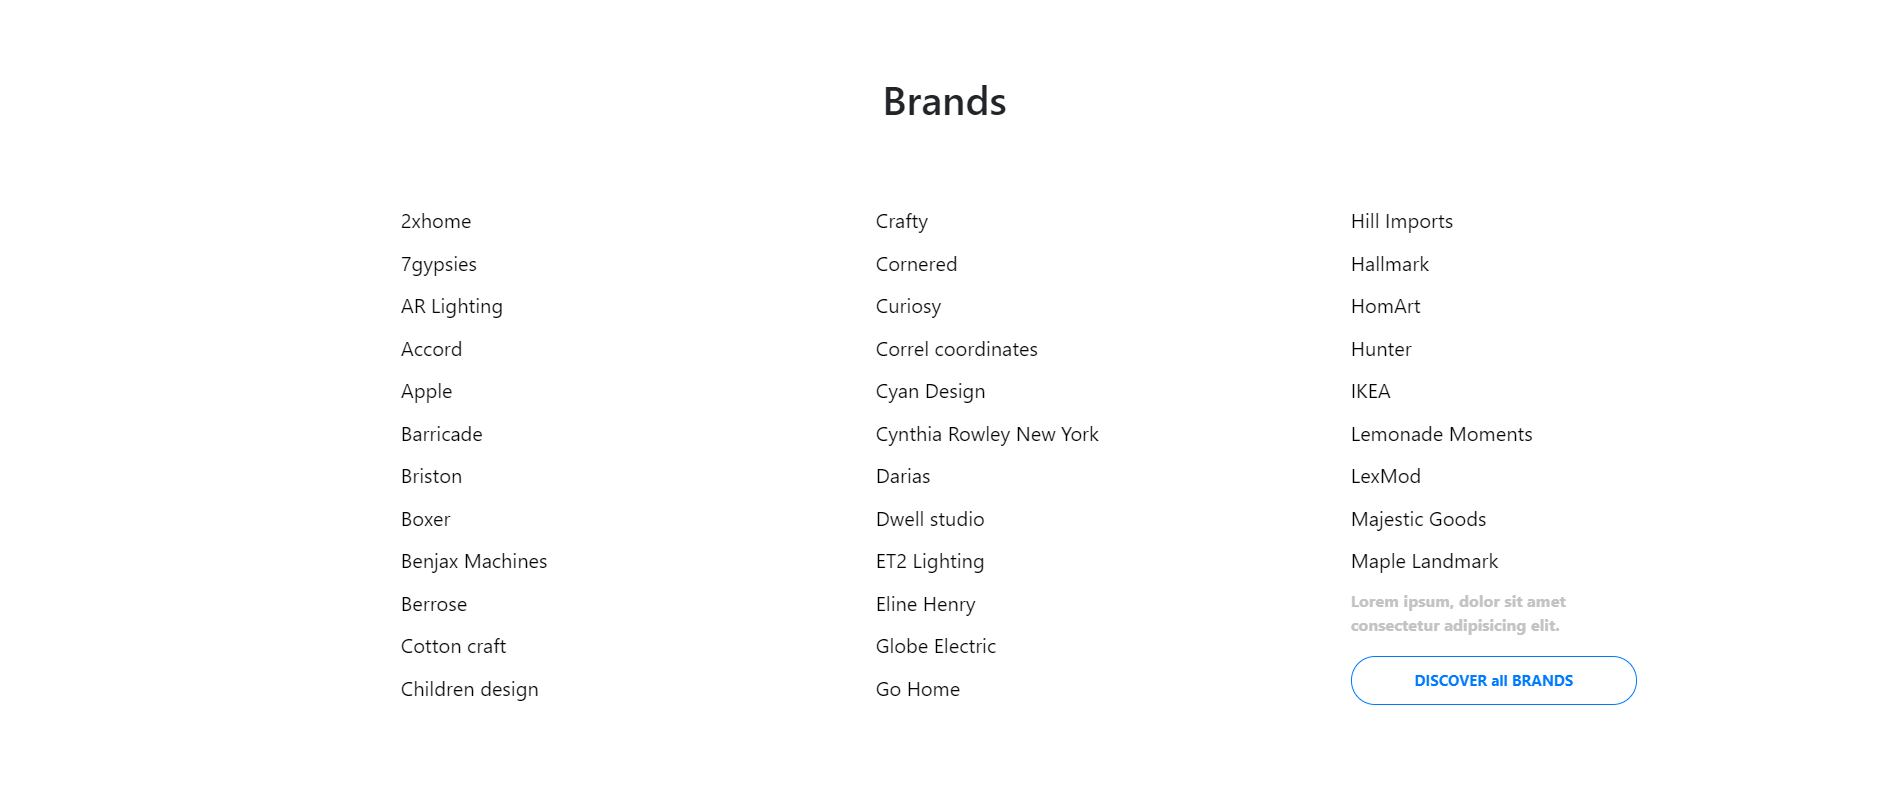 Brands
2xhome
7gypsies
AR Lighting
Accord
Apple
Barricade
Briston
Boxer
Benjax Machines
Berrose
Cotton craft
Children design
Crafty
Cornered
Curiosy
Correl coordinates
Cyan Design
Cynthia Rowley New York
Darias
Dwell studio
ET2 Lighting
Eline Henry
Globe Electric
Go Home
Hill Imports
Hallmark
HomArt
Hunter
IKEA
Lemonade Moments
LexMod
Majestic Goods
Maple Landmark
Lorem ipsum, dolor sit amet
consectetur adipisicing elit.
DISCOVER all BRANDS